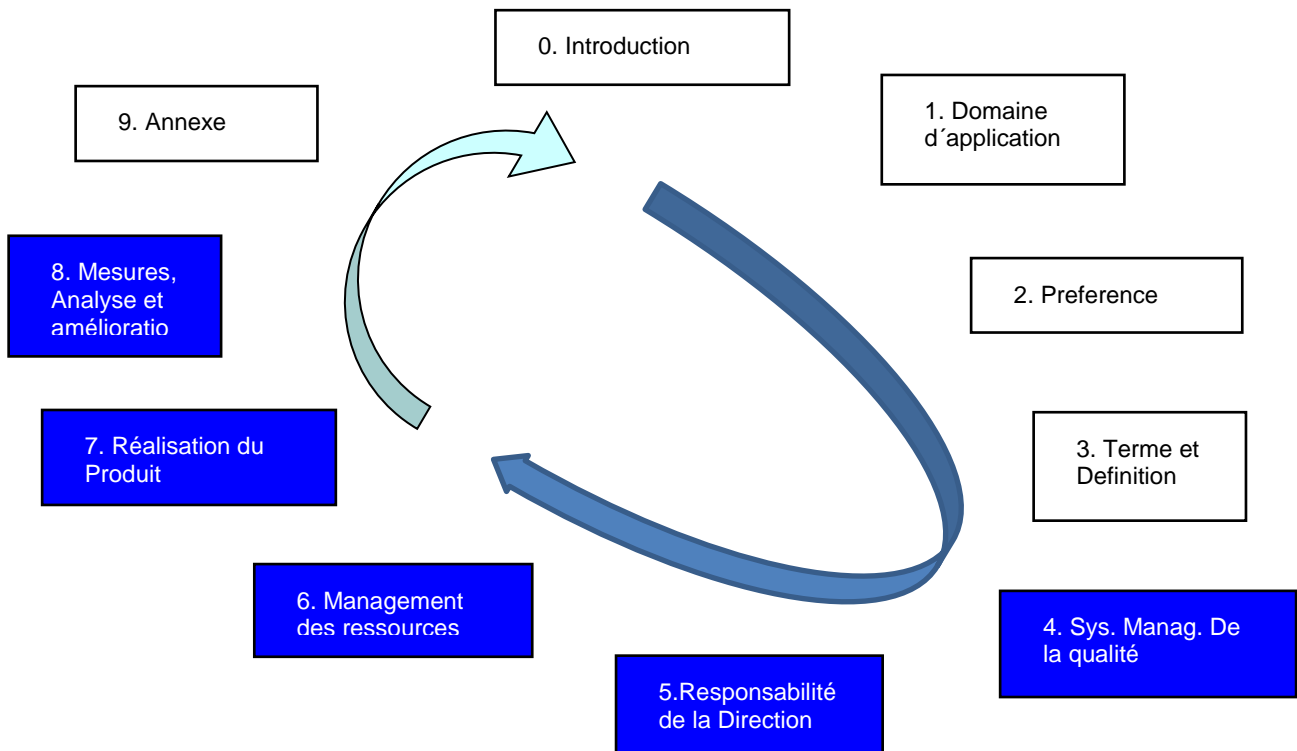 0. Introduction
1. Domaine
d´application
2. Preference
3. Terme et
Definition
4. Sys. Manag. De
la qualité
5.Responsabilité
de la Direction
6. Management
des ressources
7. Réalisation du
Produit
8. Mesures,
Analyse et
amélioratio
9. Annexe